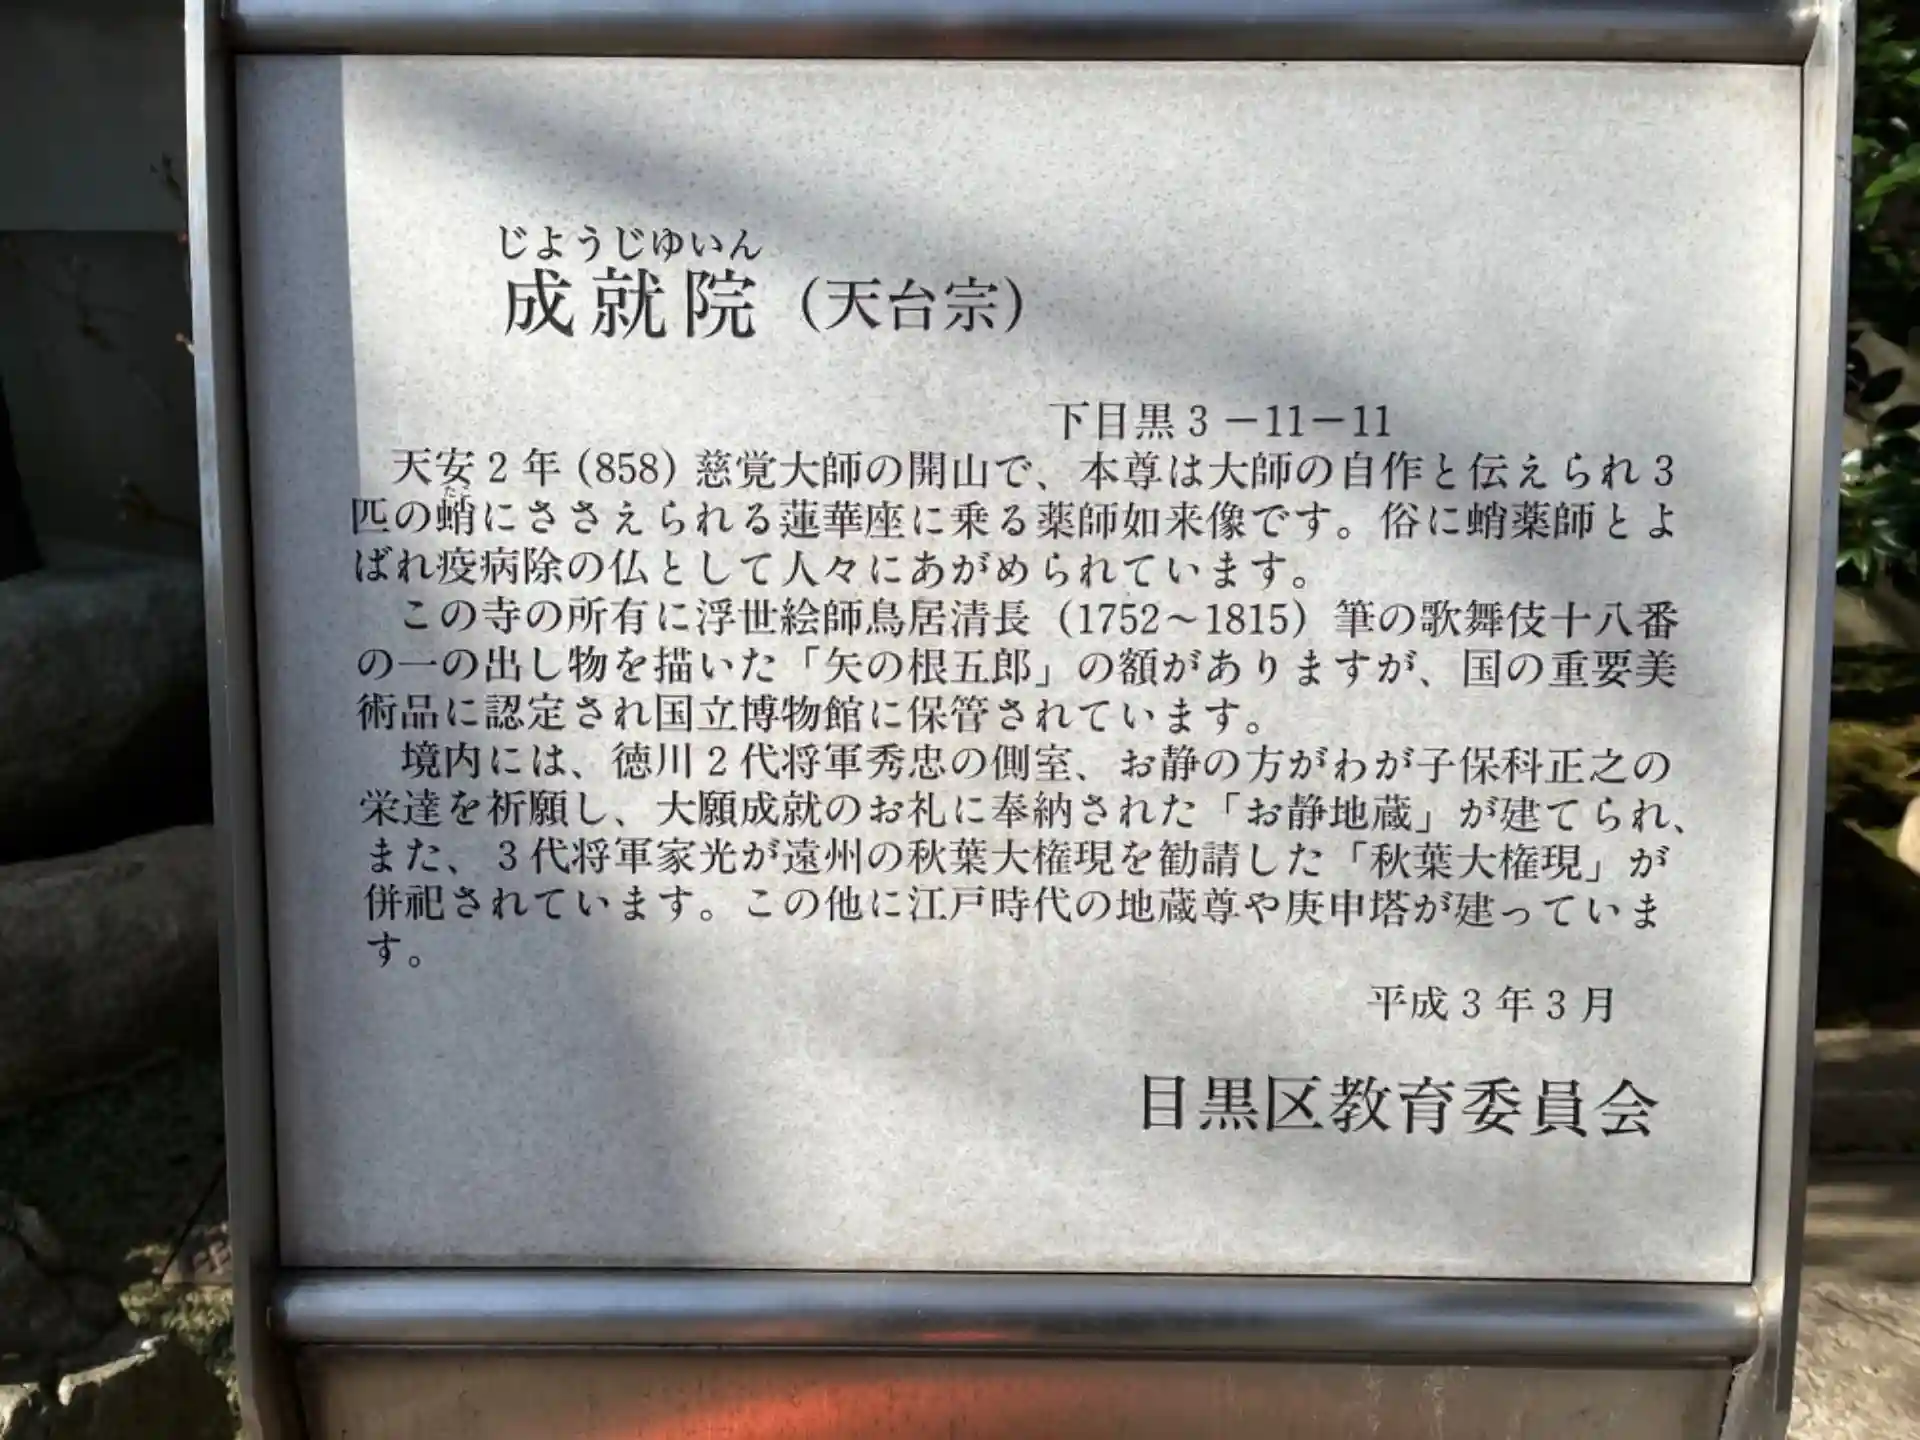 じようじゆいん
成就院（天台宗）
下目黒3－11－11
天安2年(858)慈覚大師の開山で、本尊は大師の自作と伝えられ3
たこ
匹の蛸にささえられる蓮華座に乗る薬師如来像です。俗に蛸薬師とよ
ばれ疫病除の仏として人々にあがめられています。
この寺の所有に浮世絵師鳥居清長（1752～1815）筆の歌舞伎十八番
の一の出し物を描いた「矢の根五郎」の額がありますが、国の重要美
術品に認定され国立博物館に保管されています。
境内には、徳川2代将軍秀忠の側室、お静の方がわが子保科正之の
栄達を祈願し、大願成就のお礼に奉納された「お静地蔵」が建てられ、
また、3代将軍家光が遠州の秋葉大権現を勧請した「秋葉大権現」が
併祀されています。この他に江戸時代の地蔵尊や庚申塔が建っていま
す。
平成3年3月
目黒区教育委員会